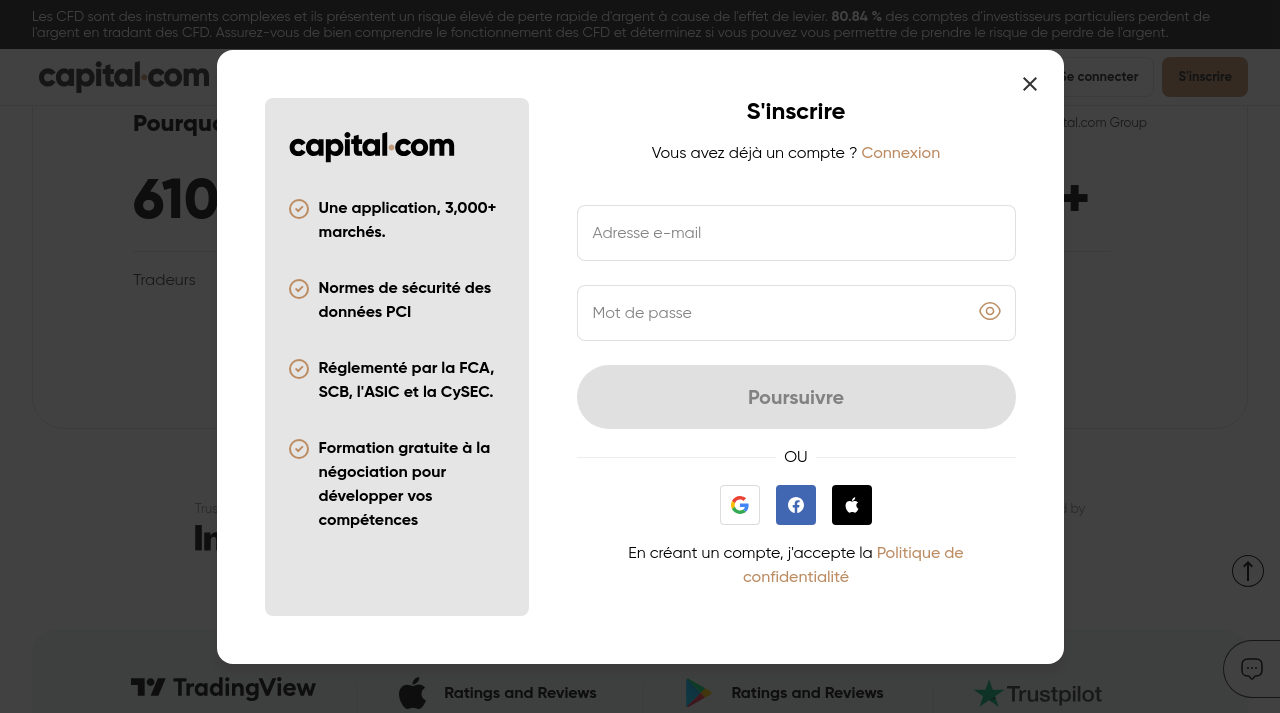 Les CFD sont des instruments complexes et ils présentent un risque élevé de perte rapide d'argent à cause de l'effet de levier. 80.84 % des comptes d'investisseurs particuliers perdent de
l'argent en tradant des CFD. Assurez-vous de bien comprendre le fonctionnement des CFD et déterminez si vous pouvez vous permettre de prendre le risque de perdre de l'argent.
capital.com
Se connecter
S'inscrire
capital.com
Une application, 3,000+
marchés.
Normes de sécurité des
données PCI
Réglementé par la FCA,
SCB, l'ASIC et la CySEC.
Formation gratuite à la
négociation pour
développer vos
compétences
S'inscrire
Vous avez déjà un compte ? Connexion
Adresse e-mail
Mot de passe
Poursuivre
OU
En créant un compte, j'accepte la Politique de
confidentialité
Group
610
+
Tradeurs
by
TradingView
Ratings and Reviews
Ratings and Reviews
Trustpilot